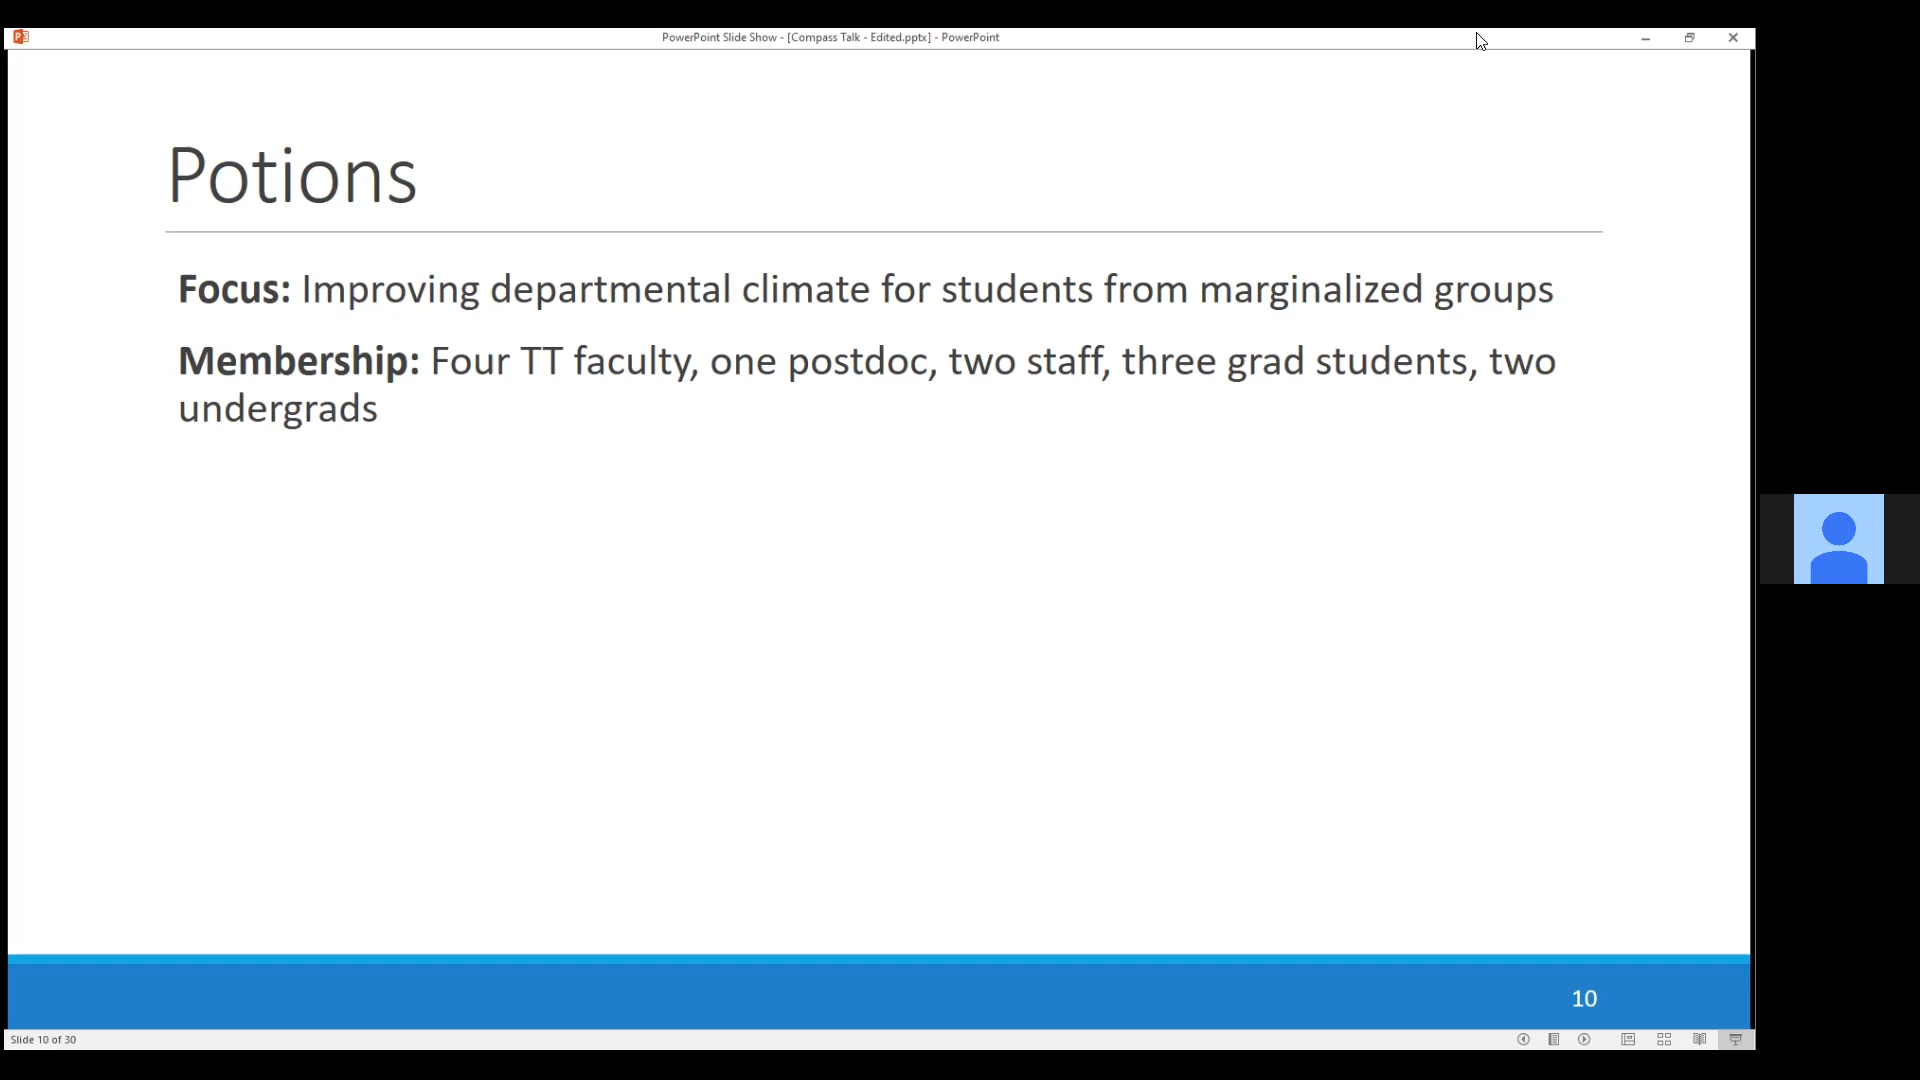 PowerPoint Slide Show - [Compass Talk - Edited.pptx] - PowerPoint
Potions
Focus: Improving departmental climate for students from marginalized groups
Membership: Four TT faculty, one postdoc, two staff, three grad students, two
undergrads
10
Slide 10 of 30